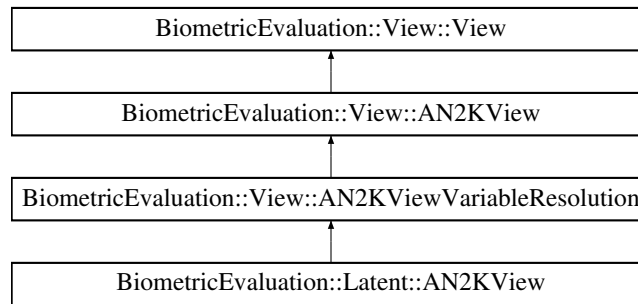 BiometricEvaluation::View::View
BiometricEvaluation::View::AN2KView
BiometricEvaluation::View::AN2KViewVariableResolution
BiometricEvaluation::Latent::AN2KView